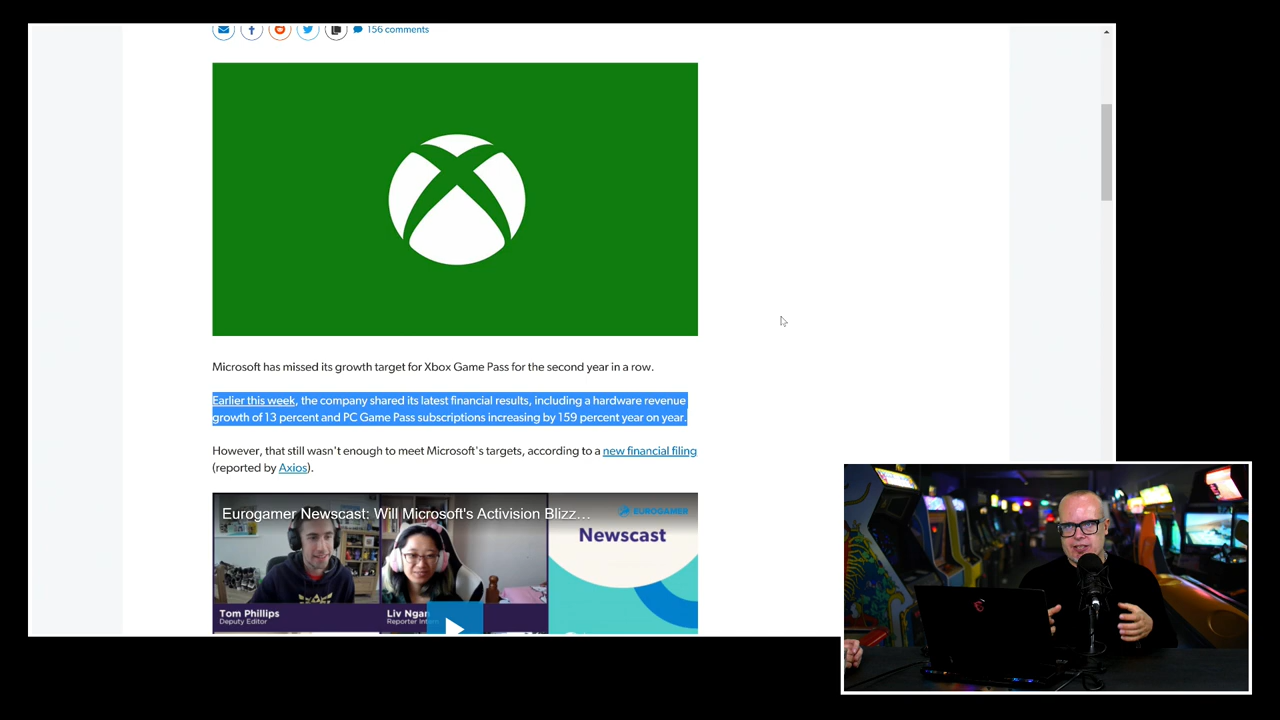 156 comments
Microsoft has missed its growth target for Xbox Game Pass for the second year in a row.
Earlier this week, the company shared its latest financial results, including a hardware revenue
growth of 13 percent and PC Game Pass subscriptions increasing by 159 percent year on year.
However, that still wasn't enough to meet Microsoft's targets, according to a new financial filing
(reported by Axios).
Eurogamer Newscast: Will Microsoft's Activision Blizz...
EUROGAMER
Newscast
Tom Phillips
Deputy Editor
Liv Ngan
Reporter